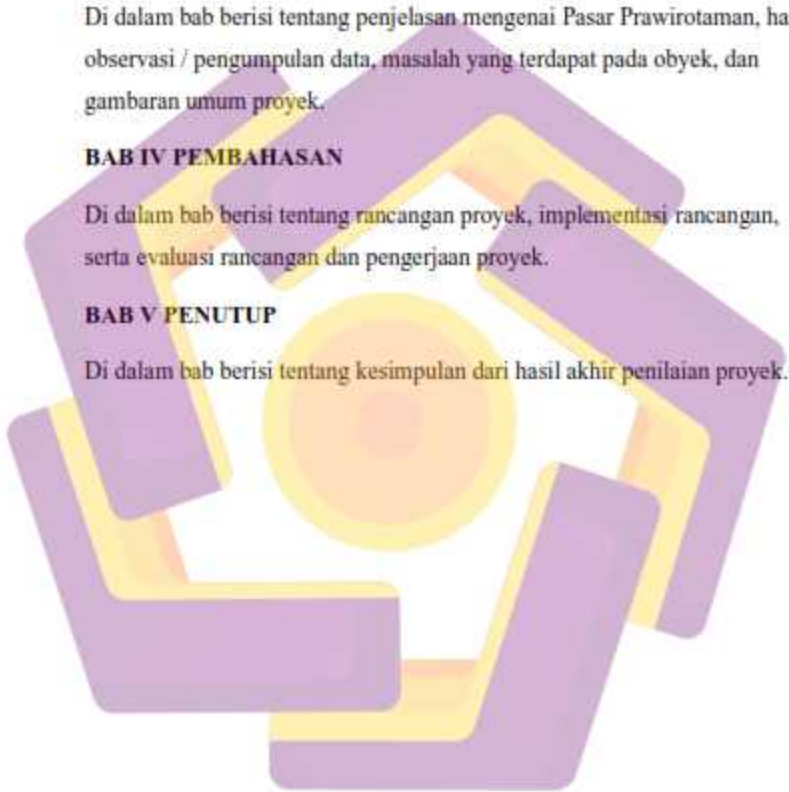 Di dalam bab berisi tentang penjelasan mengenai Pasar Prawirotaman, ha
observasi / pengumpulan data, masalah yang terdapat pada obyek, dan
gambaran umum proyek.
BAB IV PEMBAHASAN
Di dalam bab berisi tentang rancangan proyek, implementasi rancangan,
serta evaluasi rancangan dan pengerjaan proyek.
BAB V PENUTUP
Di dalam bab berisi tentang kesimpulan dari hasil akhir penilaian proyek.